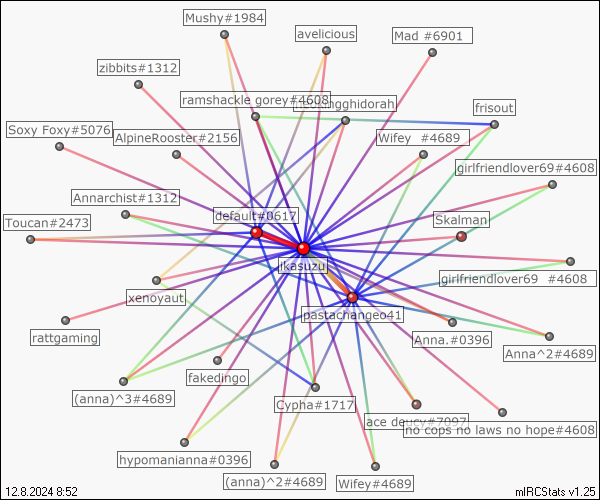 Mushy#1984
avelicious
Mad #6901
zibbits#1312
ramshackle gorey#4608
frisout
Soxy Foxy#5076
AlpineRooster#2156
Wifey  #4689
girlfriendlover69#4608
Annarchist#1312
default#0617
Skalman
Toucan#2473
jkasuzu
girlfriendlover69  #4608
xenoyaut
pastachangeo41
rattgaming
Anna.#0396
Anna^2#4689
fakedingo
(anna)^3#4689
Cypha#1717
ace deucy#7097
no cops no laws no hope#4608
hypomanianna#0396
(anna)^2#4689
Wifey#4689
12.8.2024 8:52
mIRCStats v1.25